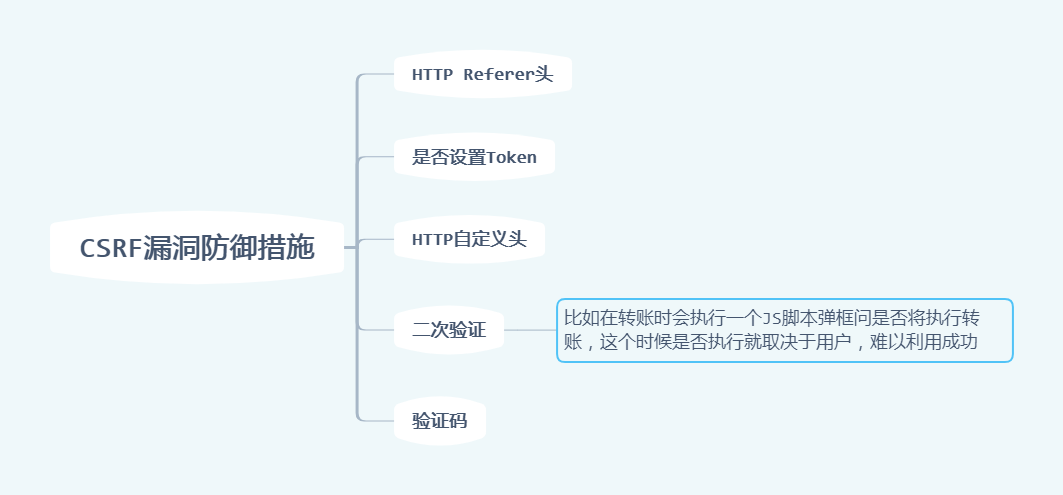 HTTP Referer头
是否设置Token
HTTP自定义头
CSRF漏洞防御措施
二次验证
比如在转账时会执行一个JS脚本弹框问是否将执行转
账，这个时候是否执行就取决于用户，难以利用成功
验证码